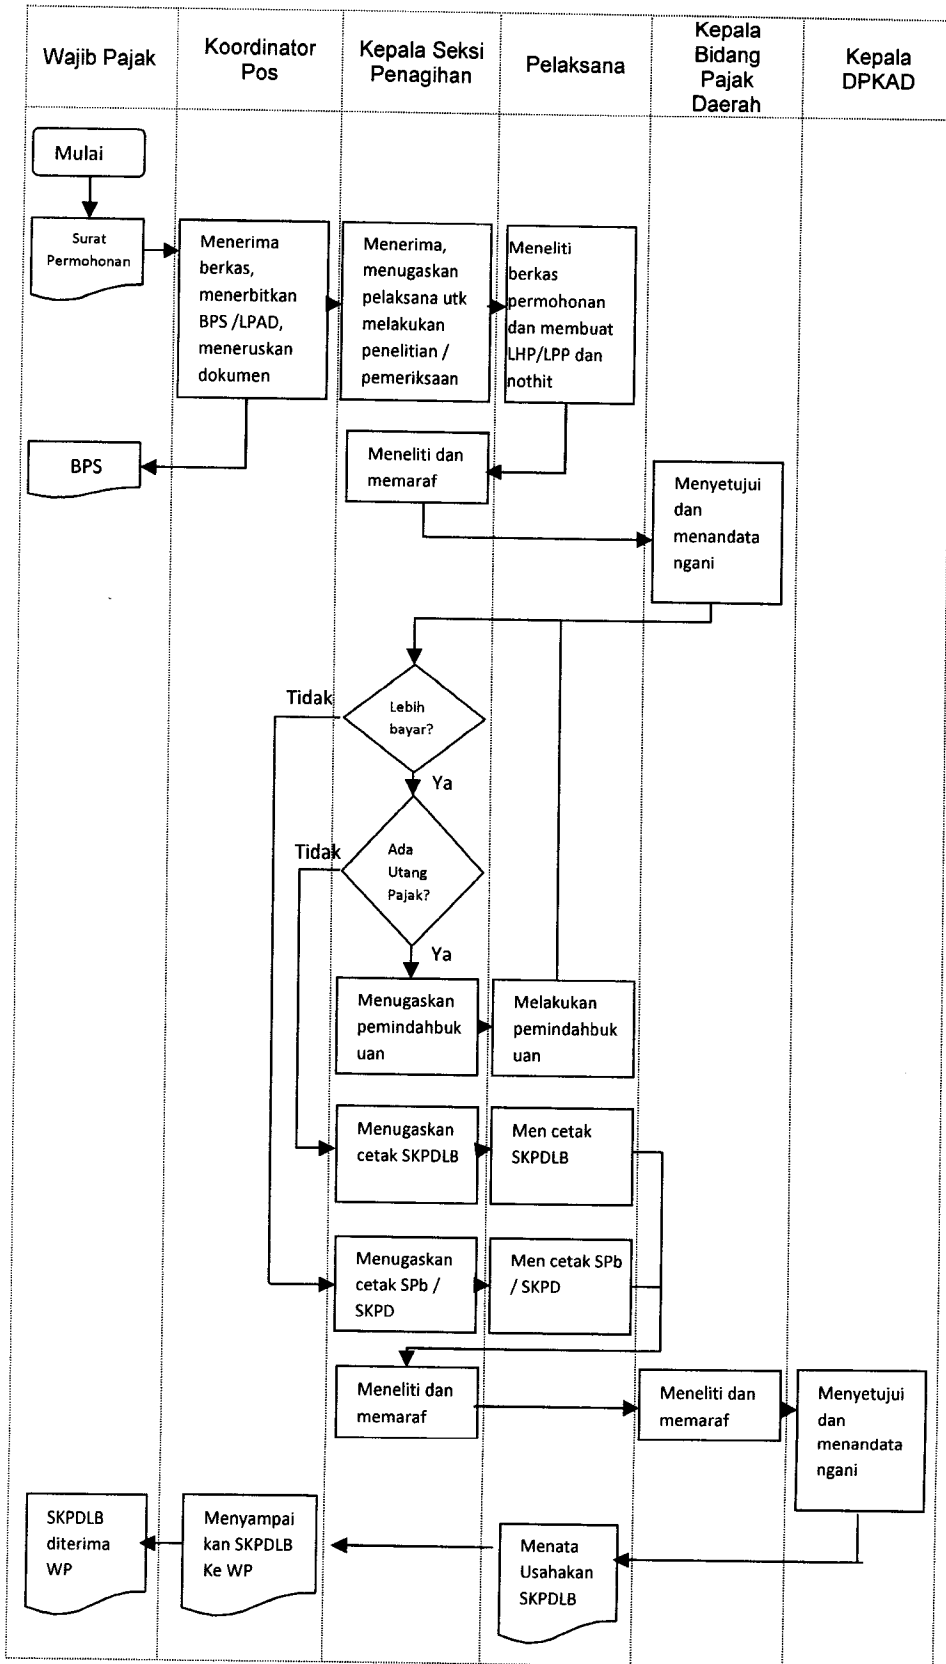 Wajib Pajak
Koordinator
Pos
Kepala Seksi
Penagihan
Pelaksana
Kepala
Bidang
Pajak
Daerah
Kepala
DPKAD
Mulai
Surat
Permohonan
Menerima
berkas,
menerbitkan
BPS /LPAD,
meneruskan
dokumen
Menerima,
menugaskan
pelaksana utk
melakukan
penelitian /
pemeriksaan
Meneliti
berkas
permohonan
dan membuat
LHP/LPP dan
nothit
BPS
Meneliti dan
memaraf
Menyetujui
dan
menandata
ngani
Tidak
Lebih
bayar?
Ya
Tidak
Ada
Utang
Pajak?
Ya
Menugaskan
pemindahbuk
uan
Melakukan
pemindahbuk
uan
Menugaskan
cetak SKPDLB
Men cetak
SKPDLB
Menugaskan
cetak SPb /
SKPD
Men cetak SPb
/ SKPD
Meneliti dan
memaraf
Meneliti dan
memaraf
Menyetujui
dan
menandata
ngani
SKPDLB
diterima
WP
Menyampai
kan SKPDLB
Ke WP
Menata
Usahakan
SKPDLB